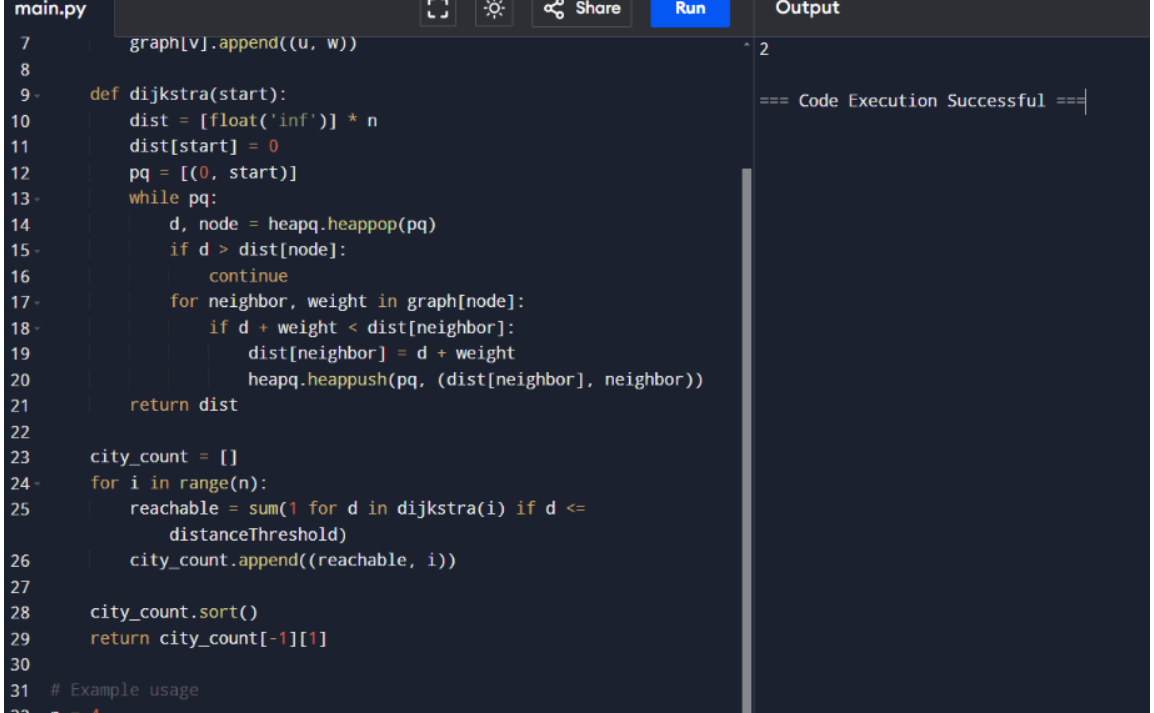 main.py Share Run Output
7 graph[v].append((u, w))
8
9 def dijkstra(start):
10 dist = [float('inf')] * n
11 dist[start] = 0
12 pq = [(0, start)]
13 while pq:
14 d, node = heapq.heappop(pq)
15 if d > dist[node]:
16 continue
17 for neighbor, weight in graph[node]:
18 if d + weight < dist[neighbor]:
19 dist[neighbor] = d + weight
20 heapq.heappush(pq, (dist[neighbor], neighbor))
21 return dist
22
23 city_count = []
24 for i in range(n):
25 reachable = sum(1 for d in dijkstra(i) if d <=
distanceThreshold)
26 city_count.append((reachable, i))
27
28 city_count.sort()
29 return city_count[-1][1]
30
31 # Example usage
2
=== Code Execution Successful ===